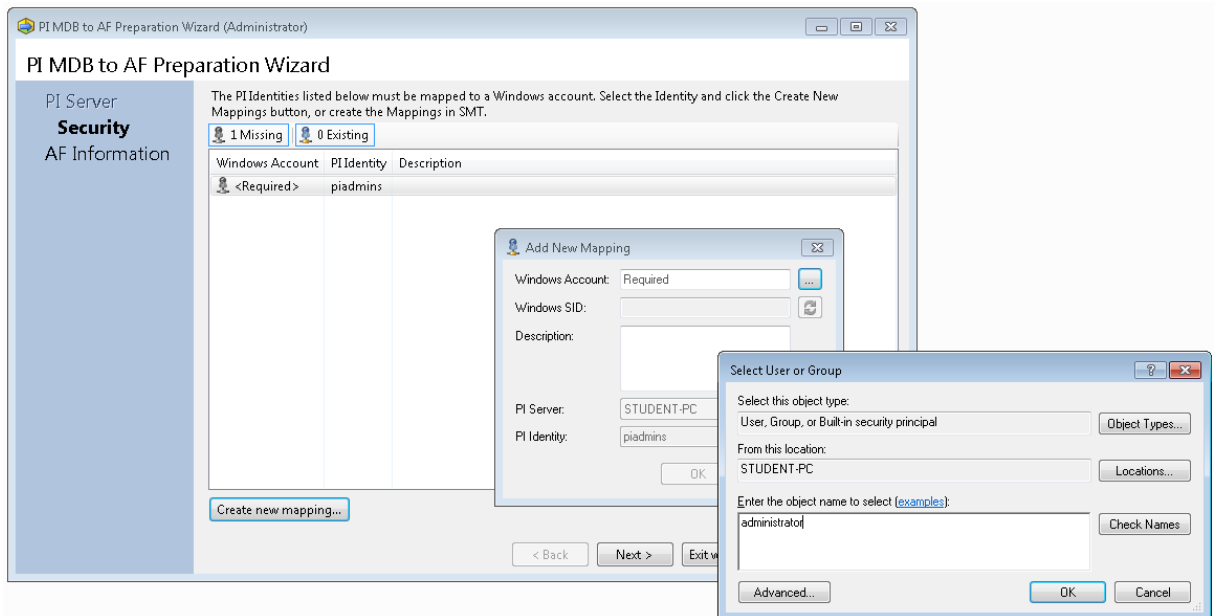 PI MDB to AF Preparation Wizard (Administrator)
PI MDB to AF Preparation Wizard
PI Server
Security
AF Information
The PI Identities listed below must be mapped to a Windows account. Select the Identity and click the Create New
Mappings button, or create the Mappings in SMT.
1 Missing 0 Existing
Windows Account PI Identity Description
<Required> piadmins
Create new mapping...
< Back Next > Exit
Add New Mapping
Windows Account: Required ...
Windows SID:
Description:
PI Server: STUDENT-PC
PI Identity: piadmins
OK
Select User or Group
Select this object type:
User, Group, or Built-in security principal Object Types...
From this location:
STUDENT-PC Locations...
Enter the object name to select (examples):
administrator Check Names
Advanced... OK Cancel